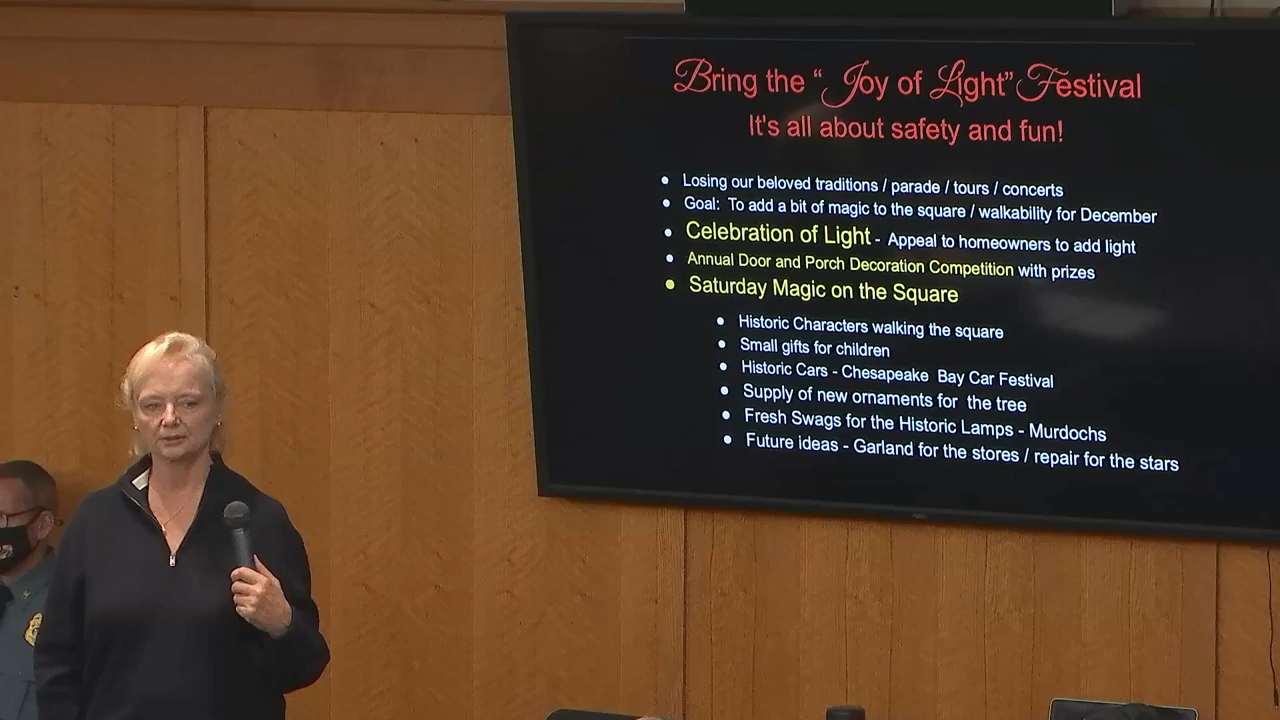 Bring the “ Joy of Light” Festival
It's all about safety and fun!
Losing our beloved traditions / parade / tours / concerts
Goal: To add a bit of magic to the square / walkability for December
Celebration of Light - Appeal to homeowners to add light
Annual Door and Porch Decoration Competition with prizes
Saturday Magic on the Square
Historic Characters walking the square
Small gifts for children
Historic Cars - Chesapeake Bay Car Festival
Supply of new ornaments for the tree
Fresh Swags for the Historic Lamps - Murdochs
Future ideas - Garland for the stores / repair for the stars